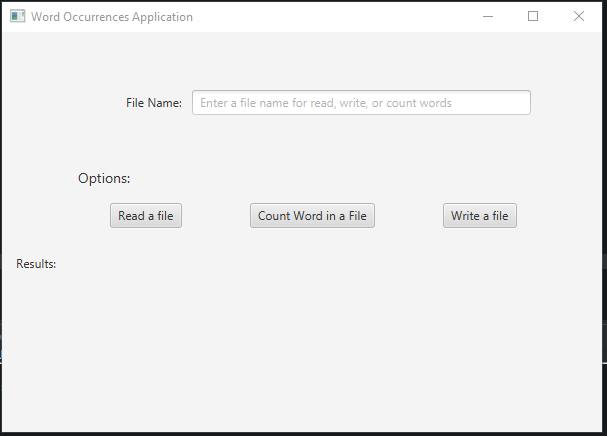 Word Occurrences Application
File Name: Enter a file name for read, write, or count words
Options:
Read a file Count Word in a File Write a file
Results: